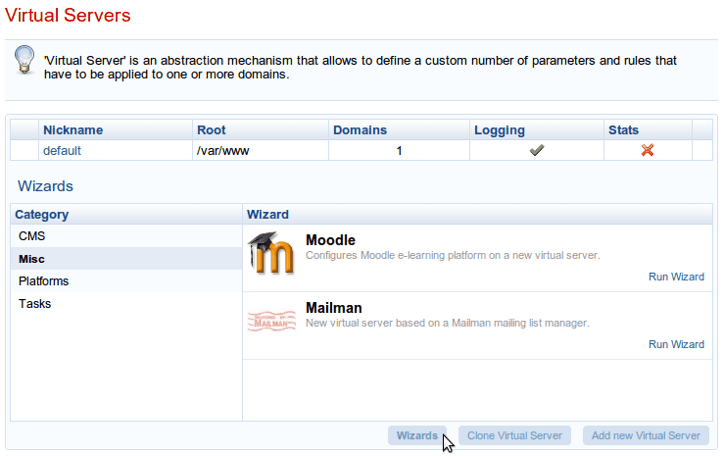 Virtual Servers
'Virtual Server' is an abstraction mechanism that allows to define a custom number of parameters and rules that
have to be applied to one or more domains.
Nickname Root Domains Logging Stats
default /var/www 1
Wizards
Category Wizard
CMS
Misc
Platforms
Tasks
m
Moodle
Configures Moodle e-learning platform on a new virtual server.
Run Wizard
MAILMAN
Mailman
New virtual server based on a Mailman mailing list manager.
Run Wizard
Wizards Clone Virtual Server Add new Virtual Server